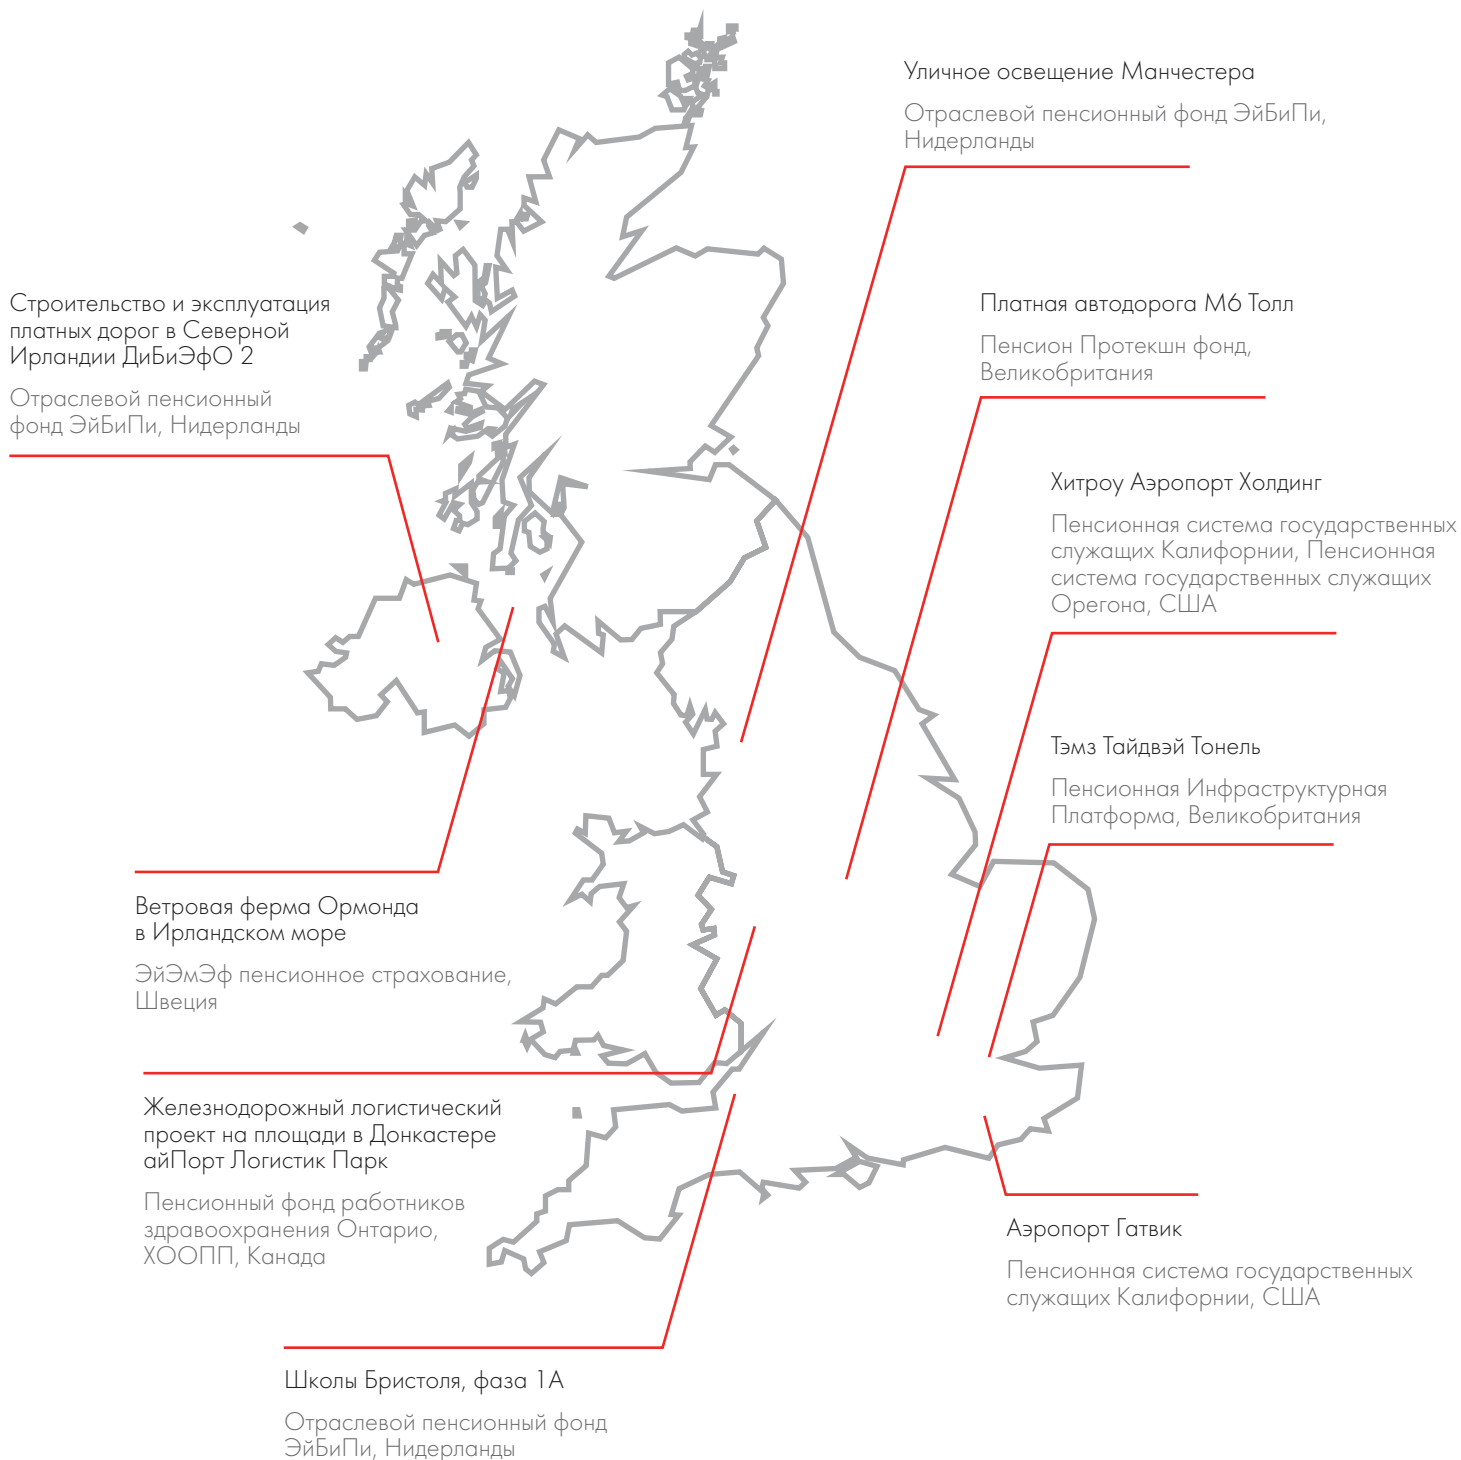 Уличное освещение Манчестера
Отраслевой пенсионный фонд ЭйБиПи,
Нидерланды
Строительство и эксплуатация
платных дорог в Северной
Ирландии ДиБиЭфО 2
Отраслевой пенсионный
фонд ЭйБиПи, Нидерланды
Платная автодорога М6 Толл
Пенсион Протекшн фонд,
Великобритания
Хитроу Аэропорт Холдинг
Пенсионная система государственных
служащих Калифорнии, Пенсионная
система государственных служащих
Орегона, США
Тэмз Тайдвэй Тонель
Пенсионная Инфраструктурная
Платформа, Великобритания
Ветровая ферма Ормонда
в Ирландском море
ЭйЭмЭф пенсионное страхование,
Швеция
Железнодорожный логистический
проект на площади в Донкастере
айПорт Логистик Парк
Пенсионный фонд работников
здравоохранения Онтарио,
ХООПП, Канада
Аэропорт Гатвик
Пенсионная система государственных
служащих Калифорнии, США
Школы Бристоля, фаза 1А
Отраслевой пенсионный фонд
ЭйБиПи, Нидерланды